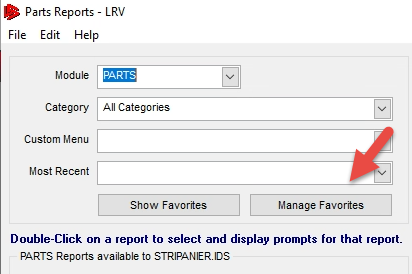 Parts Reports - LRV
File Edit Help
Module PARTS
Category All Categories
Custom Menu
Most Recent
Show Favorites Manage Favorites
Double-Click on a report to select and display prompts for that report.
PARTS Reports available to STRIPANIER.IDS